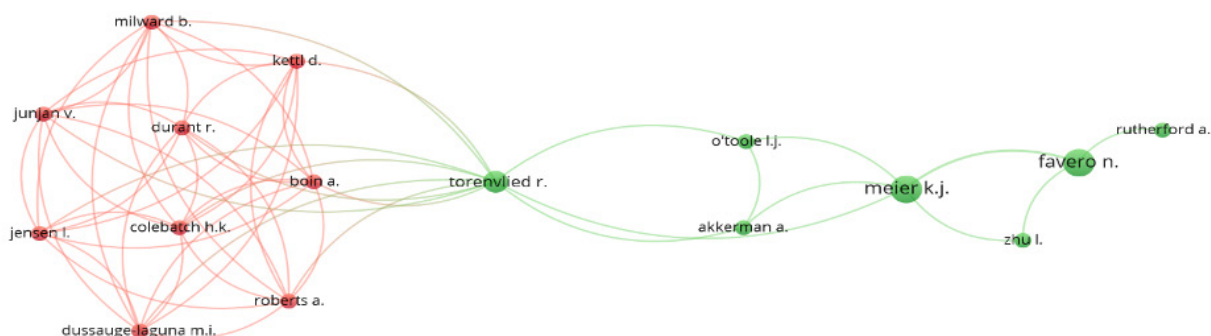 milward b.
kettl d.
junjan v.
durant r.
boin a.
jensen l.
colebatch h.k.
roberts a.
dussauge-laguna m.i.
torenvlied r.
o'toole l.j.
akkerman a.
meier k.j.
rutherford a.
favero n.
zhu l.